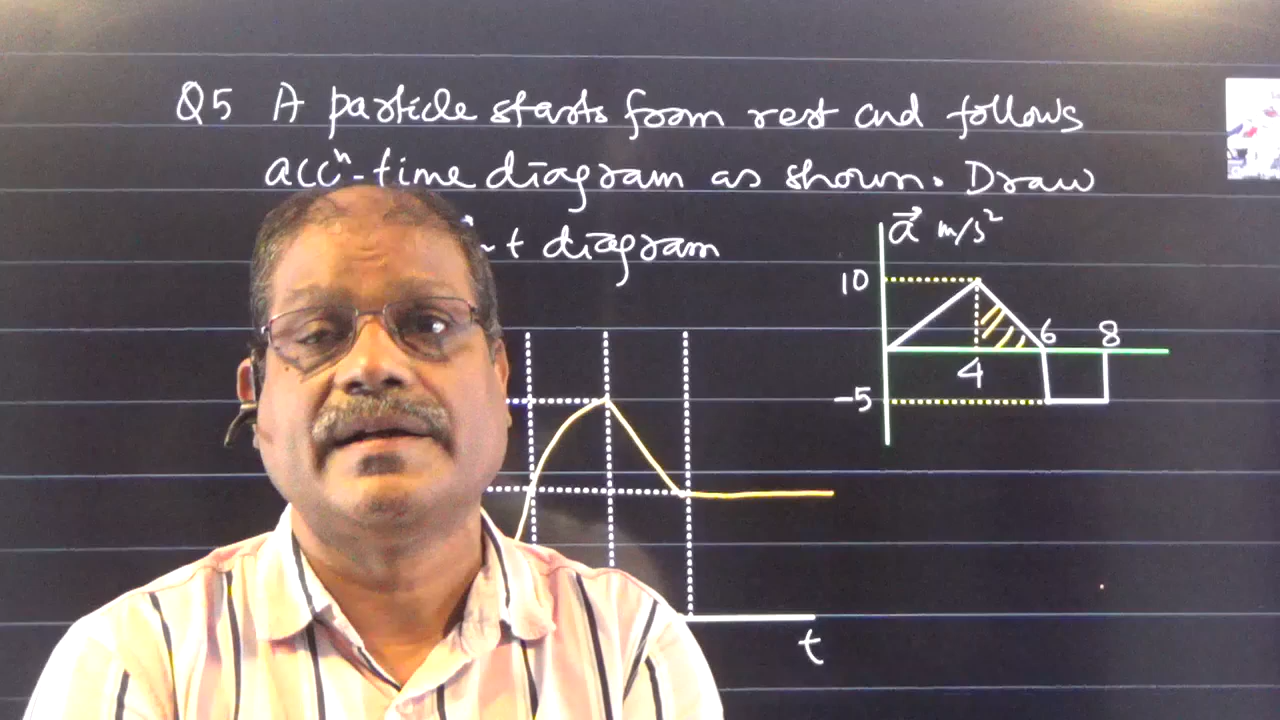 Q5 A particle starts from rest and follows
accⁿ-time diagram as shown. Draw
-t diagram
a⃗ m/s²
10
6 8
4
-5
t